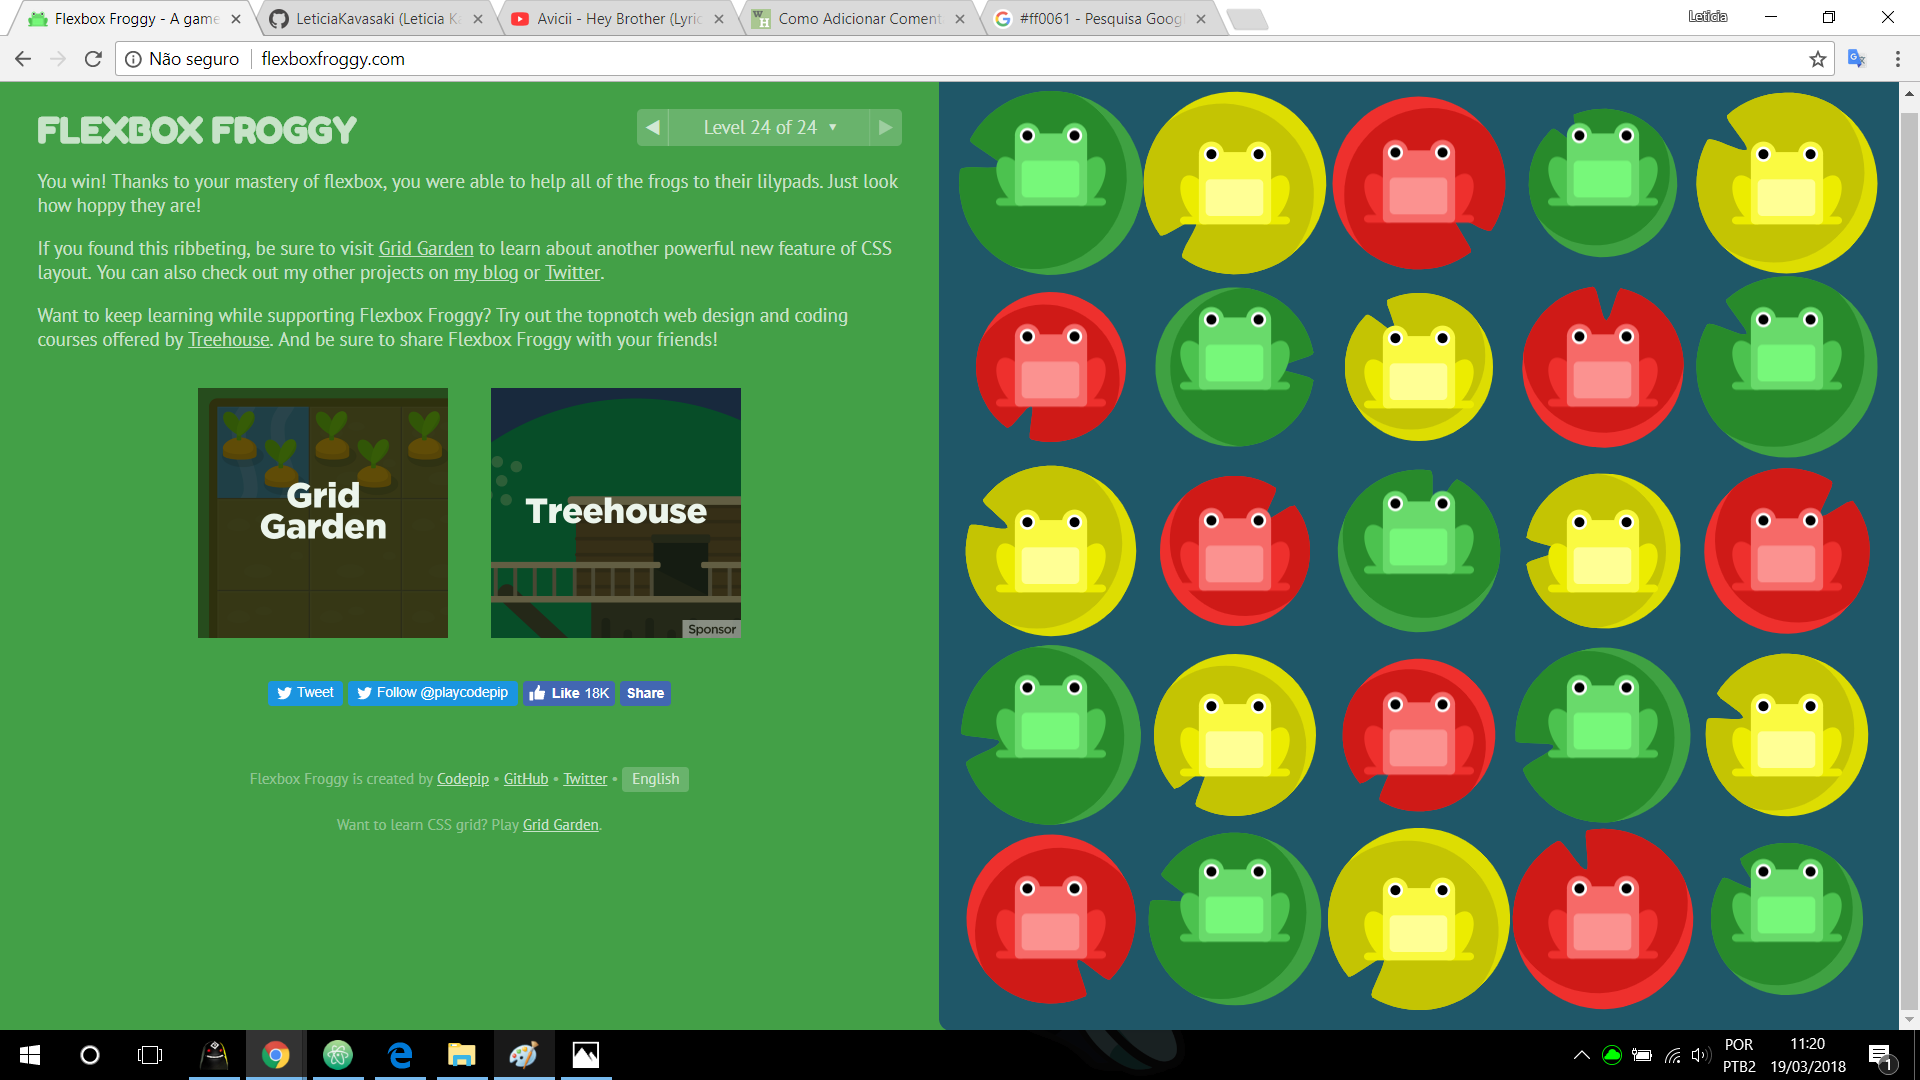 Flexbox Froggy - A game
LeticiaKavasaki (Leticia K
Avicii - Hey Brother (Lyric
Como Adicionar Coment
#ff0061 - Pesquisa Goog
Leticia
Não seguro
flexboxfroggy.com
FLEXBOX FROGGY
Level 24 of 24
You win! Thanks to your mastery of flexbox, you were able to help all of the frogs to their lilypads. Just look
how hoppy they are!
If you found this ribbeting, be sure to visit Grid Garden to learn about another powerful new feature of CSS
layout. You can also check out my other projects on my blog or Twitter.
Want to keep learning while supporting Flexbox Froggy? Try out the topnotch web design and coding
courses offered by Treehouse. And be sure to share Flexbox Froggy with your friends!
Grid
Garden
Treehouse
Sponsor
Tweet
Follow @playcodepip
Like 18K
Share
Flexbox Froggy is created by Codepip • GitHub • Twitter • English
Want to learn CSS grid? Play Grid Garden.
POR
PTB2
11:20
19/03/2018
1